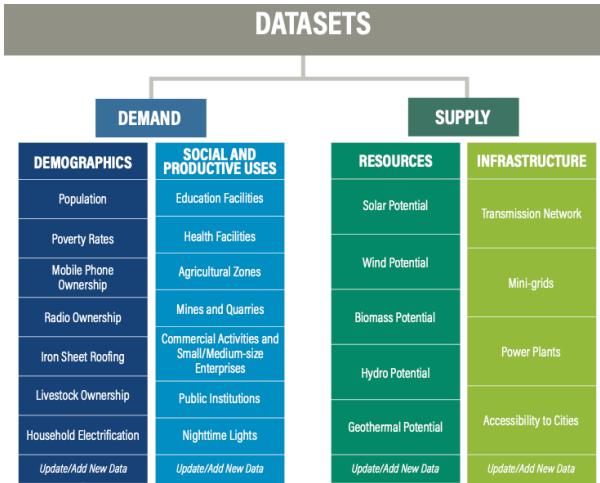 DATASETS
DEMAND
SUPPLY
DEMOGRAPHICS
Population
Poverty Rates
Mobile Phone
Ownership
Radio Ownership
Iron Sheet Roofing
Livestock Ownership
Household Electrification
Update/Add New Data
SOCIAL AND
PRODUCTIVE USES
Education Facilities
Health Facilities
Agricultural Zones
Mines and Quarries
Commercial Activities and
Small/Medium-size
Enterprises
Public Institutions
Nighttime Lights
Update/Add New Data
RESOURCES
Solar Potential
Wind Potential
Biomass Potential
Hydro Potential
Geothermal Potential
Update/Add New Data
INFRASTRUCTURE
Transmission Network
Mini-grids
Power Plants
Accessibility to Cities
Update/Add New Data